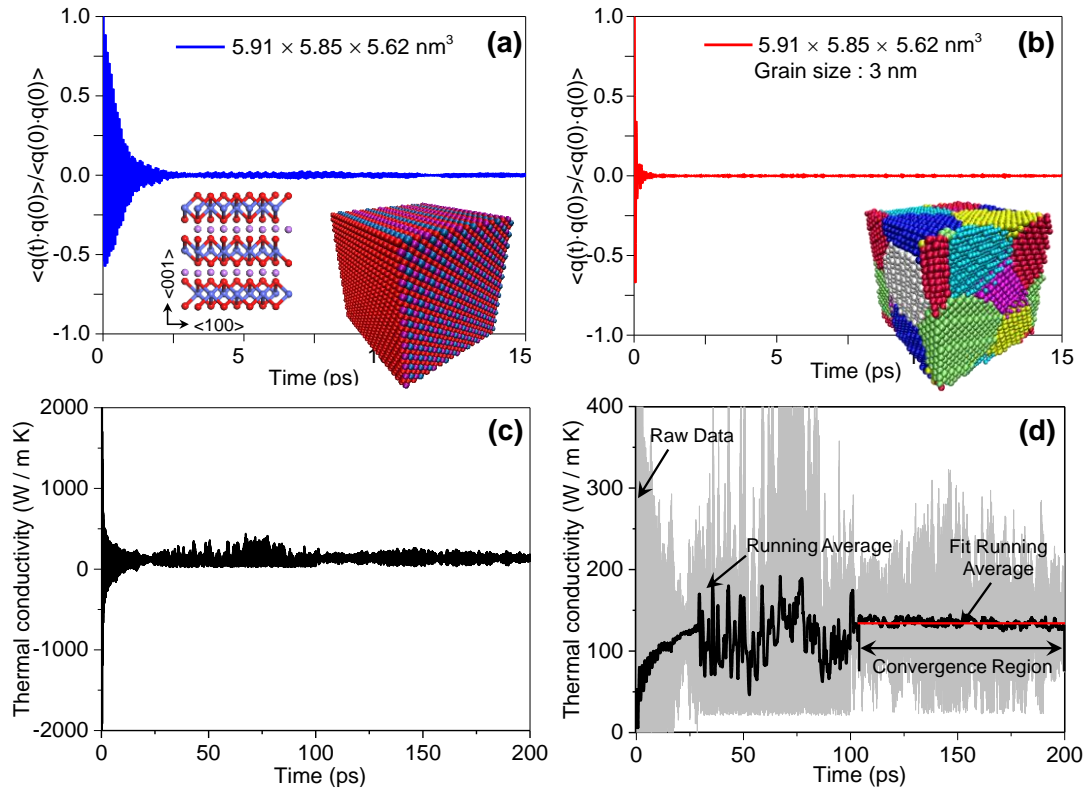 1.0
0.5
0.0
-0.5
-1.0
<q(t)·q(0)>/<q(0)·q(0)>
5.91 × 5.85 × 5.62 nm³
(a)
<001>
<100>
0 5 15
Time (ps)
1.0
0.5
0.0
-0.5
-1.0
<q(t)·q(0)>/<q(0)·q(0)>
5.91 × 5.85 × 5.62 nm³
Grain size : 3 nm
(b)
0 5 15
Time (ps)
2000
1000
0
-1000
-2000
Thermal conductivity (W / m K)
(c)
0 50 100 150 200
Time (ps)
400
300
200
100
0
Thermal conductivity (W / m K)
(d)
Raw Data
Running Average
Fit Running
Average
Convergence Region
0 50 100 150 200
Time (ps)